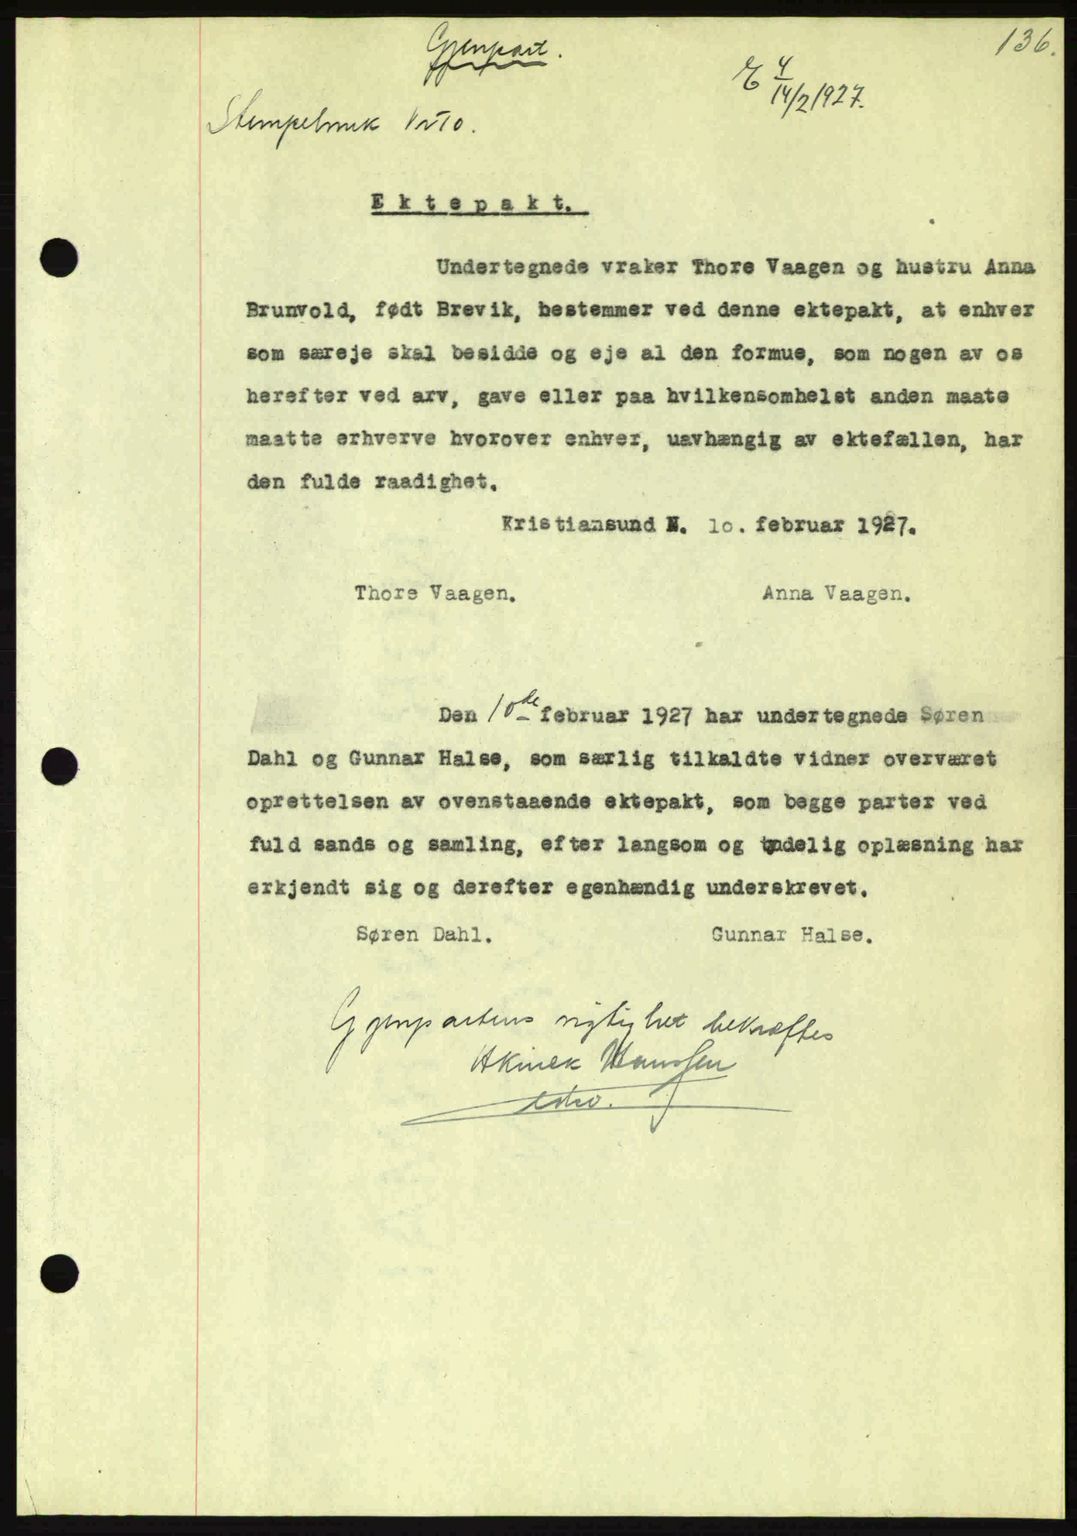 136.
Gjenpart.
E 4
14/2 1927.
Ektepakt.
Undertegnede vraker Thore Vaagen og hustru Anna
Brunvold, født Brevik, bestemmer ved denne ektepakt, at enhver
som særeje skal besidde og eje al den formue, som nogen av os
herefter ved arv, gave eller paa hvilkensomhelst anden maate
maatte erhverve hvorover enhver, uavhængig av ektefællen, har
den fulde raadighet.
Kristiansund N. 10. februar 1927.
Thore Vaagen. Anna Vaagen.
Den 10de februar 1927 har undertegnede Søren
Dahl og Gunnar Halse, som særlig tilkaldte vidner overværet
oprettelsen av ovenstaaende ektepakt, som begge parter ved
fuld sands og samling, efter langsom og tydelig oplæsning har
erkjendt sig og derefter egenhændig underskrevet.
Søren Dahl. Gunnar Halse.
Gjenpartens rigtighet bekræftes